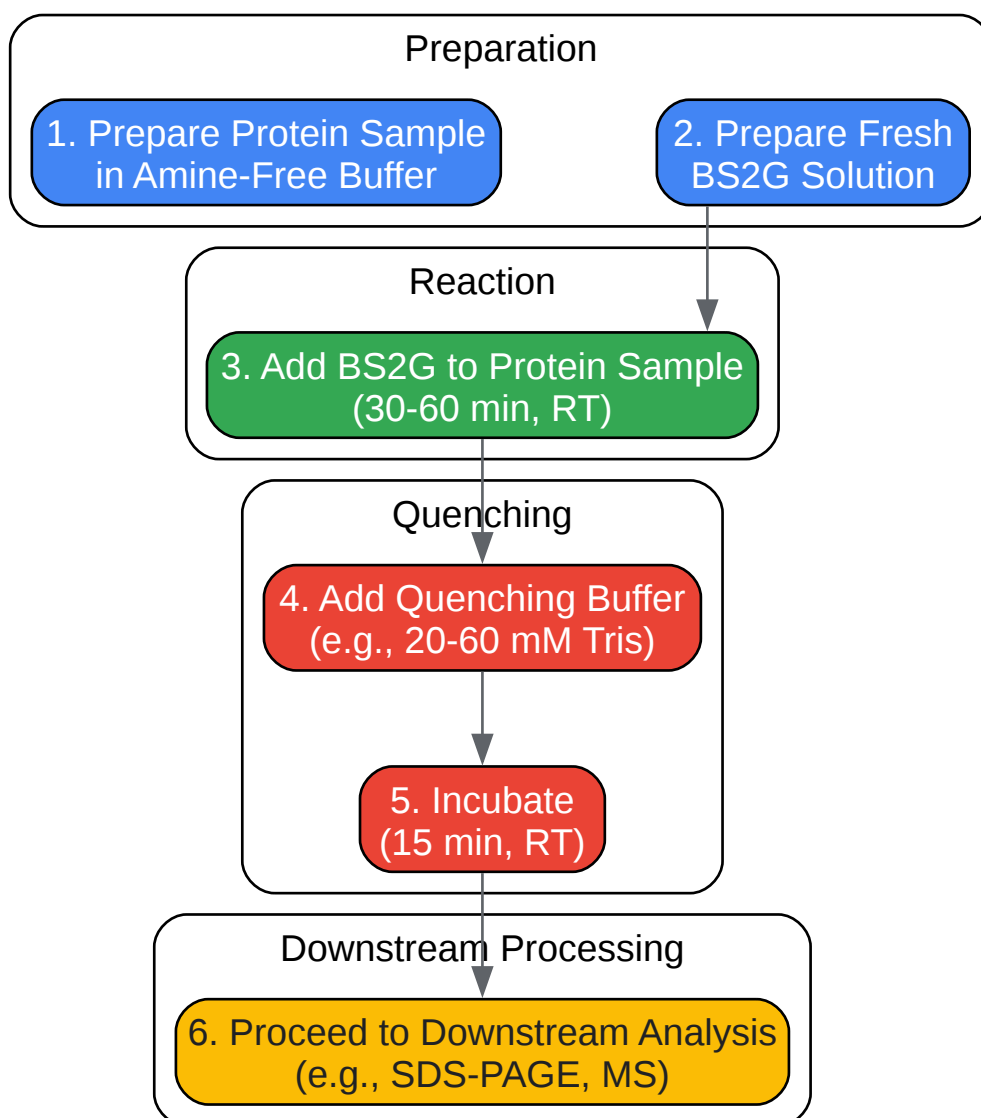 Preparation
1. Prepare Protein Sample
in Amine-Free Buffer
2. Prepare Fresh
BS2G Solution
Reaction
3. Add BS2G to Protein Sample
(30-60 min, RT)
Quenching
4. Add Quenching Buffer
(e.g., 20-60 mM Tris)
5. Incubate
(15 min, RT)
Downstream Processing
6. Proceed to Downstream Analysis
(e.g., SDS-PAGE, MS)